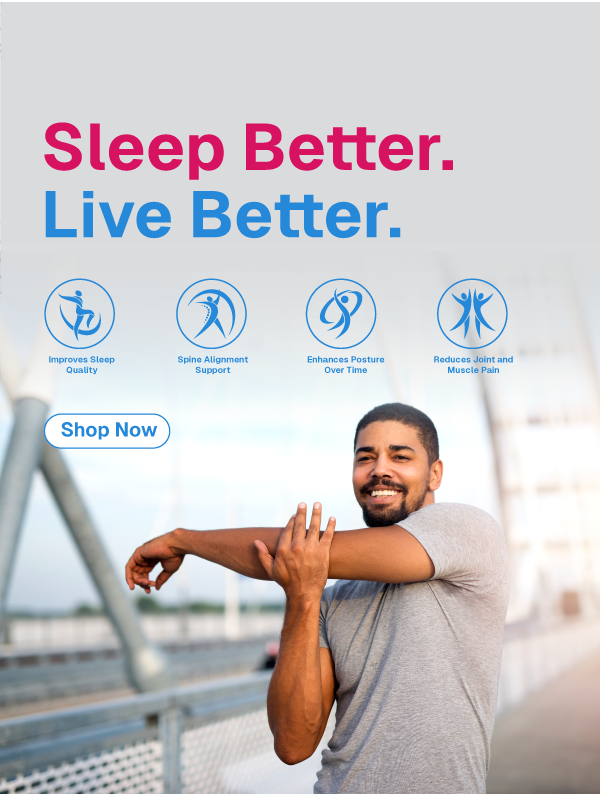 Sleep Better.
Live Better.
Improves Sleep
Quality
Spine Alignment
Support
Enhances Posture
Over Time
Reduces Joint and
Muscle Pain
Shop Now